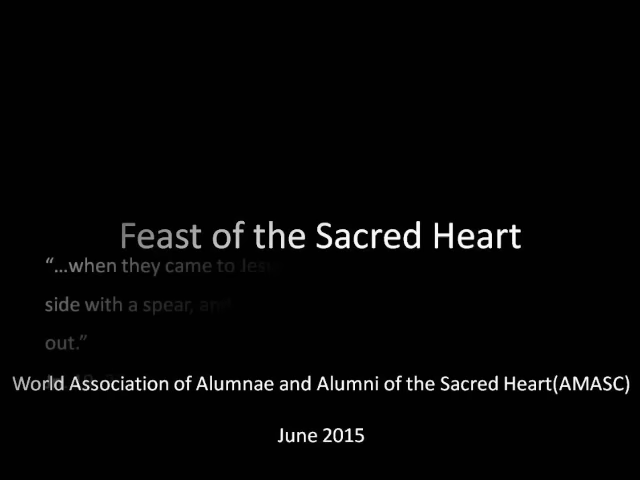 Feast of the Sacred Heart
“...when they came to Jesus
side with a spear, and
out.”
World Association of Alumnae and Alumni of the Sacred Heart(AMASC)
June 2015